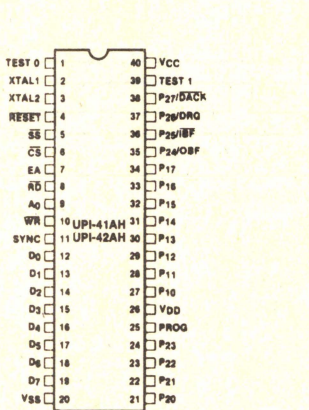 TEST 0 1 40 VCC
XTAL1 2 39 TEST 1
XTAL2 3 38 P27/DACK
RESET 4 37 P26/DRQ
SS 5 36 P25/IBF
CS 6 35 P24/OBF
EA 7 34 P17
RD 8 33 P16
A0 9 32 P15
WR 10 UPI-41AH 31 P14
SYNC 11 UPI-42AH 30 P13
D0 12 29 P12
D1 13 28 P11
D2 14 27 P10
D3 15 26 VDD
D4 16 25 PROG
D5 17 24 P23
D6 18 23 P22
D7 19 22 P21
VSS 20 21 P20